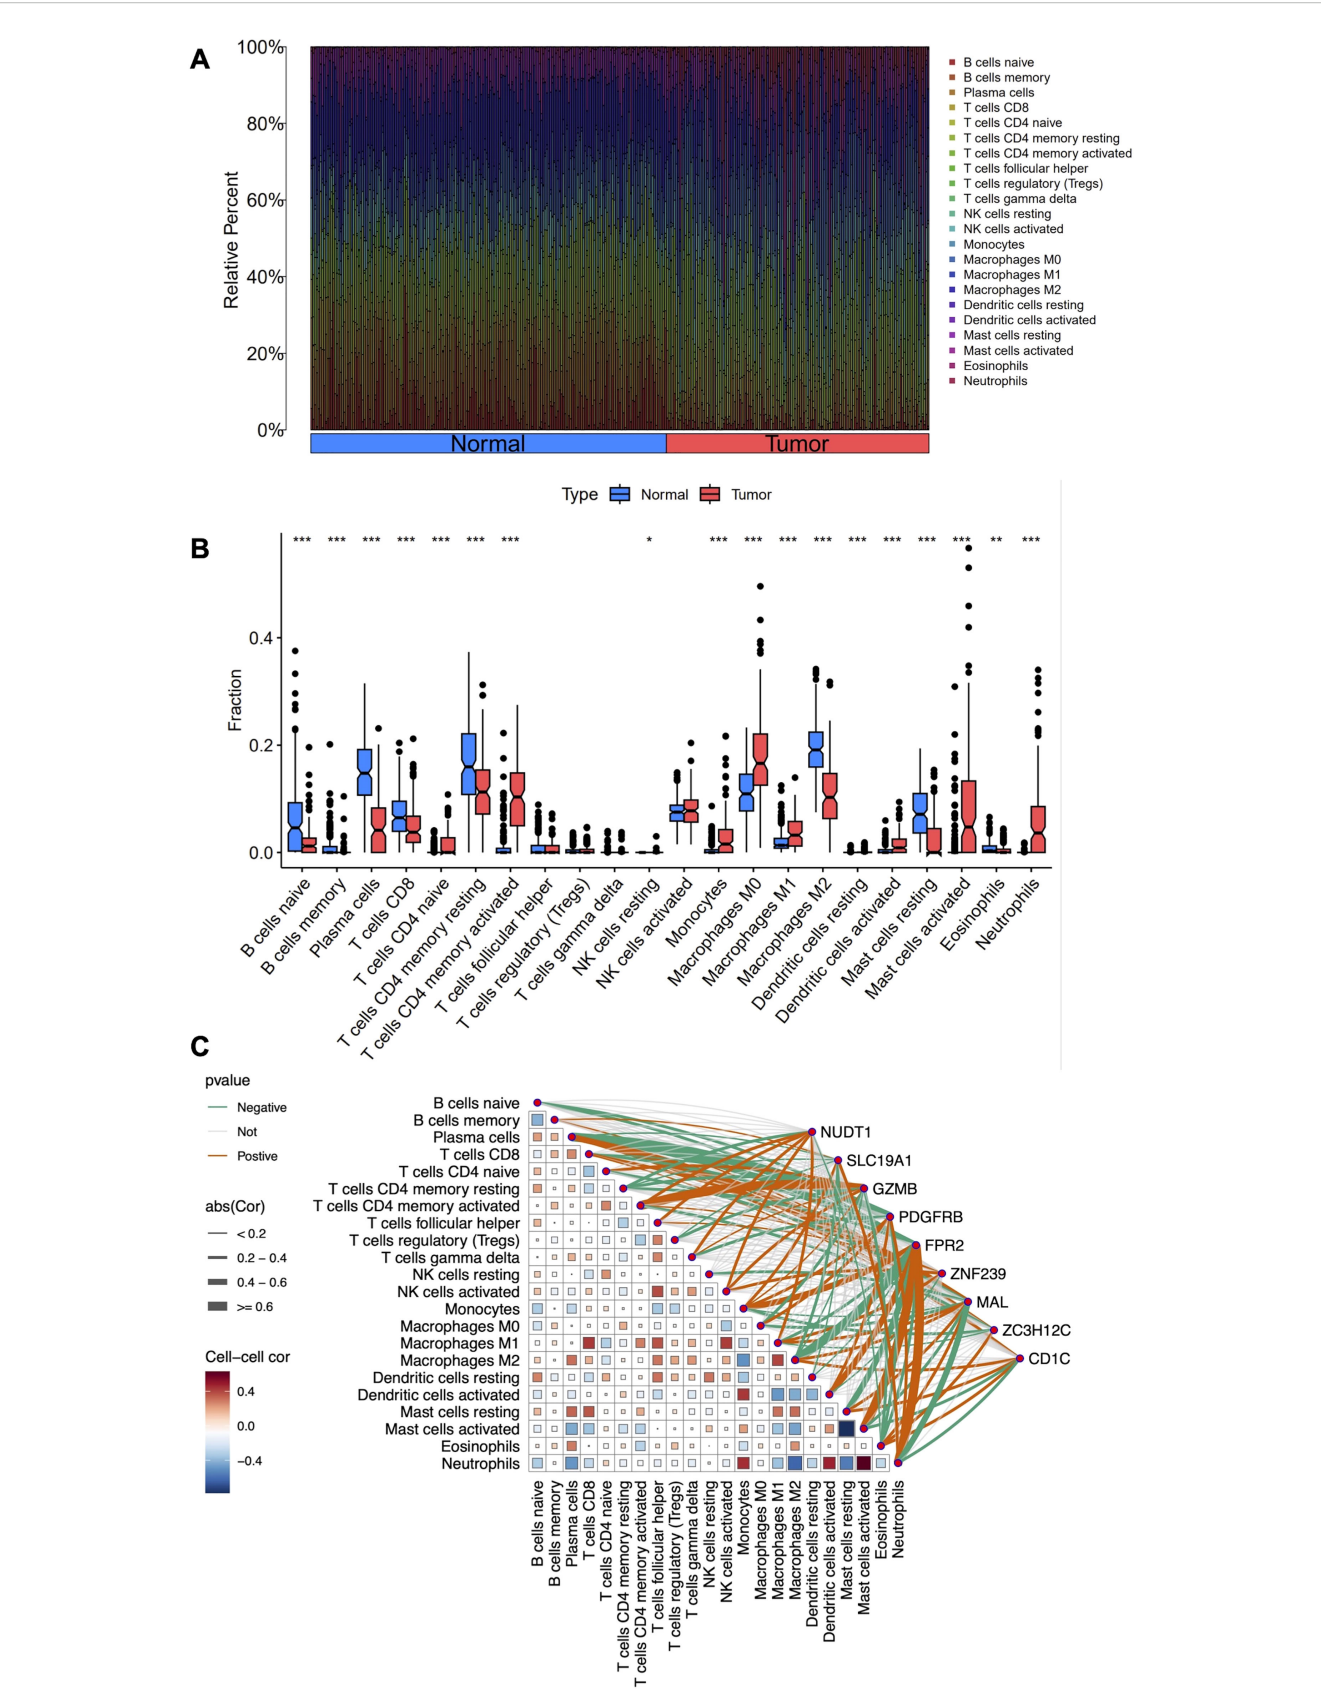 A
100%
80%
60%
40%
20%
0%
Relative Percent
Normal
Tumor
B cells naive
B cells memory
Plasma cells
T cells CD8
T cells CD4 naive
T cells CD4 memory resting
T cells CD4 memory activated
T cells follicular helper
T cells regulatory (Tregs)
T cells gamma delta
NK cells resting
NK cells activated
Monocytes
Macrophages M0
Macrophages M1
Macrophages M2
Dendritic cells resting
Dendritic cells activated
Mast cells resting
Mast cells activated
Eosinophils
Neutrophils
Type Normal Tumor
B
*** *** *** *** *** *** *** * *** *** *** *** *** *** *** *** ** ***
0.4
0.2
0.0
Fraction
B cells naive
B cells memory
Plasma cells
T cells CD8
T cells CD4 naive
T cells CD4 memory resting
T cells CD4 memory activated
T cells follicular helper
T cells regulatory (Tregs)
T cells gamma delta
NK cells resting
NK cells activated
Monocytes
Macrophages M0
Macrophages M1
Macrophages M2
Dendritic cells resting
Dendritic cells activated
Mast cells resting
Mast cells activated
Eosinophils
Neutrophils
C
pvalue
Negative
Not
Postive
abs(Cor)
< 0.2
0.2 – 0.4
0.4 – 0.6
>= 0.6
Cell–cell cor
0.4
0.0
−0.4
B cells naive
B cells memory
Plasma cells
T cells CD8
T cells CD4 naive
T cells CD4 memory resting
T cells CD4 memory activated
T cells follicular helper
T cells regulatory (Tregs)
T cells gamma delta
NK cells resting
NK cells activated
Monocytes
Macrophages M0
Macrophages M1
Macrophages M2
Dendritic cells resting
Dendritic cells activated
Mast cells resting
Mast cells activated
Eosinophils
Neutrophils
NUDT1
SLC19A1
GZMB
PDGFRB
FPR2
ZNF239
MAL
ZC3H12C
CD1C
B cells naive
B cells memory
Plasma cells
T cells CD8
T cells CD4 naive
T cells CD4 memory resting
T cells CD4 memory activated
T cells follicular helper
T cells regulatory (Tregs)
T cells gamma delta
NK cells resting
NK cells activated
Monocytes
Macrophages M0
Macrophages M1
Macrophages M2
Dendritic cells resting
Dendritic cells activated
Mast cells resting
Mast cells activated
Eosinophils
Neutrophils